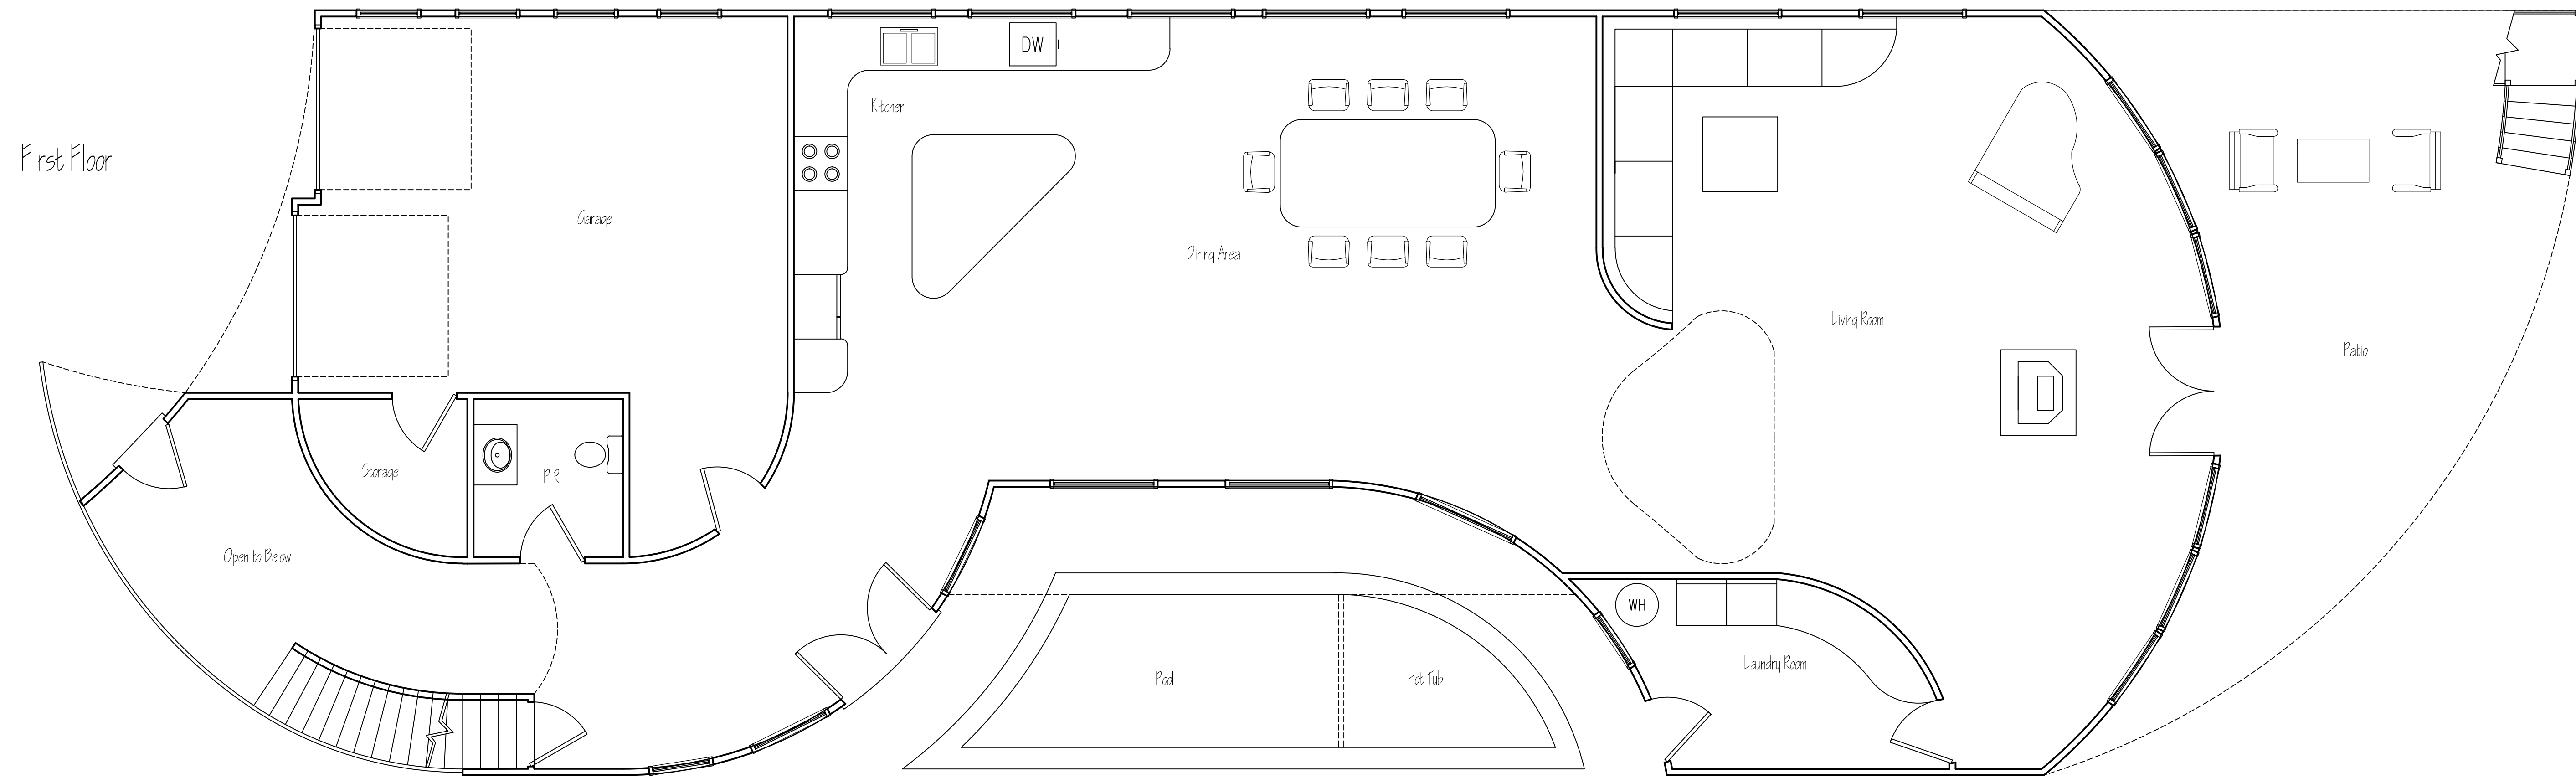 DW
Kitchen
First Floor
Garage
Dining Area
Living Room
Patio
Storage
P.R.
Open to Below
WH
Laundry Room
Pool
Hot Tub